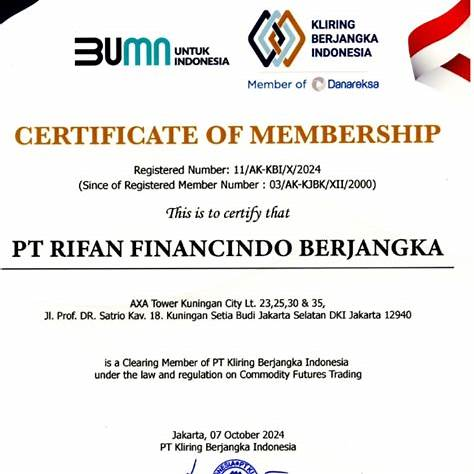 BUMN UNTUK INDONESIA
KLIRING BERJANGKA INDONESIA
Member of Danareksa
CERTIFICATE OF MEMBERSHIP
Registered Number: 11/AK-KBI/X/2024
(Since of Registered Member Number : 03/AK-KJBK/XII/2000)
This is to certify that
PT RIFAN FINANCINDO BERJANGKA
AXA Tower Kuningan City Lt. 23,25,30 & 35,
Jl. Prof. DR. Satrio Kav. 18. Kuningan Setia Budi Jakarta Selatan DKI Jakarta 12940
is a Clearing Member of PT Kliring Berjangka Indonesia
under the law and regulation on Commodity Futures Trading
Jakarta, 07 October 2024
PT Kliring Berjangka Indonesia